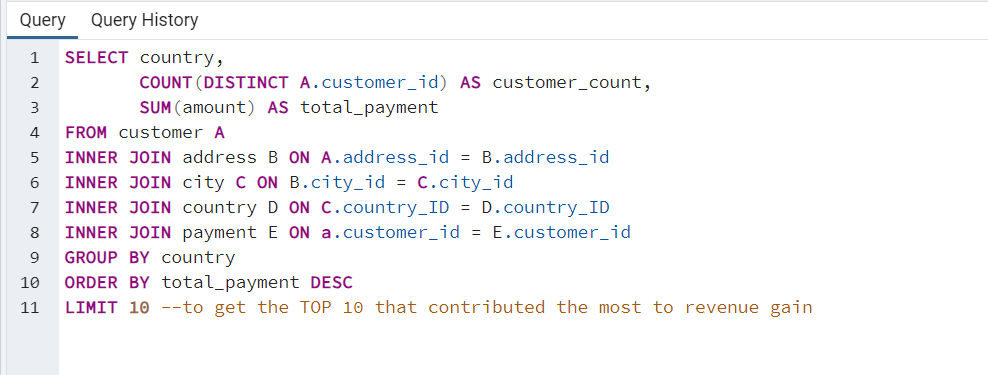 Query Query History
1 SELECT country,
2 COUNT(DISTINCT A.customer_id) AS customer_count,
3 SUM(amount) AS total_payment
4 FROM customer A
5 INNER JOIN address B ON A.address_id = B.address_id
6 INNER JOIN city C ON B.city_id = C.city_id
7 INNER JOIN country D ON C.country_ID = D.country_ID
8 INNER JOIN payment E ON a.customer_id = E.customer_id
9 GROUP BY country
10 ORDER BY total_payment DESC
11 LIMIT 10 --to get the TOP 10 that contributed the most to revenue gain